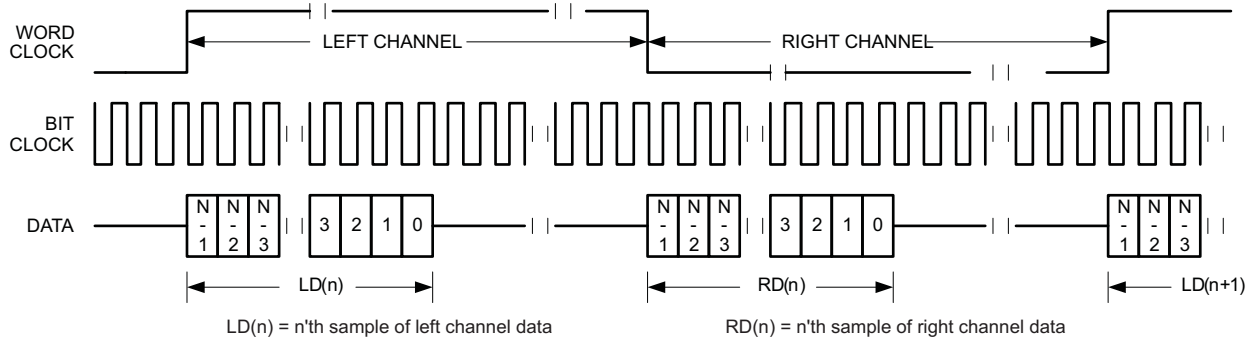 WORD
CLOCK
LEFT CHANNEL
RIGHT CHANNEL
BIT
CLOCK
DATA
N-1 N-2 N-3 3 2 1 0 N-1 N-2 N-3 3 2 1 0 N-1 N-2 N-3
LD(n) RD(n) LD(n+1)
LD(n) = n'th sample of left channel data
RD(n) = n'th sample of right channel data